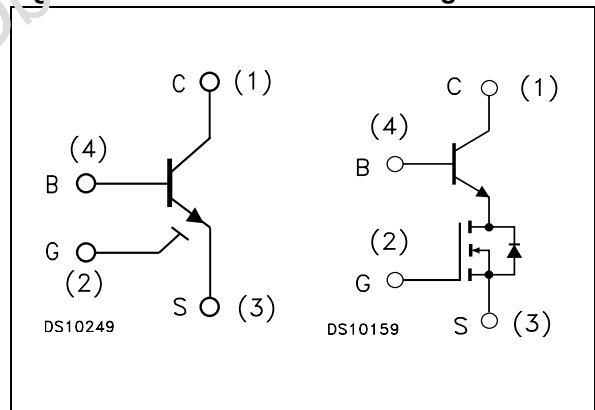 C (1)
(4)
B
G
(2)
S (3)
DS10249
C (1)
(4)
B
(2)
G
S (3)
DS10159